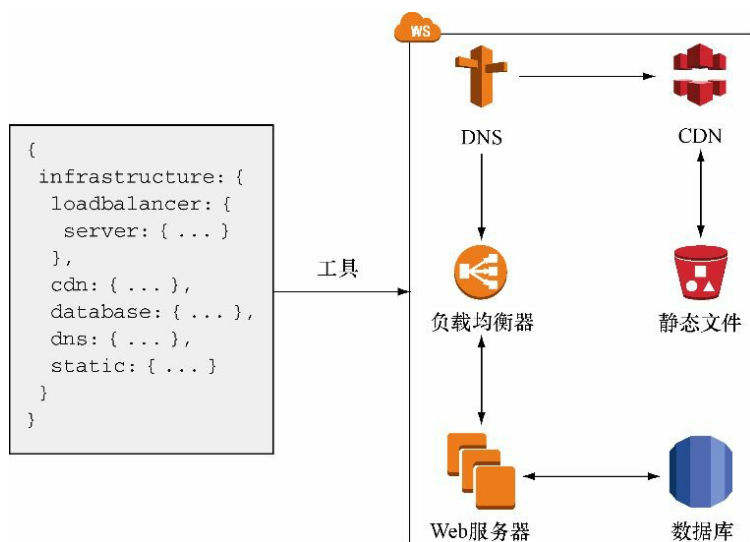 WS
DNS
CDN
{
infrastructure: {
loadbalancer: {
server: { ... }
},
cdn: { ... },
database: { ... },
dns: { ... },
static: { ... }
}
}
工具
负载均衡器
静态文件
Web服务器
数据库